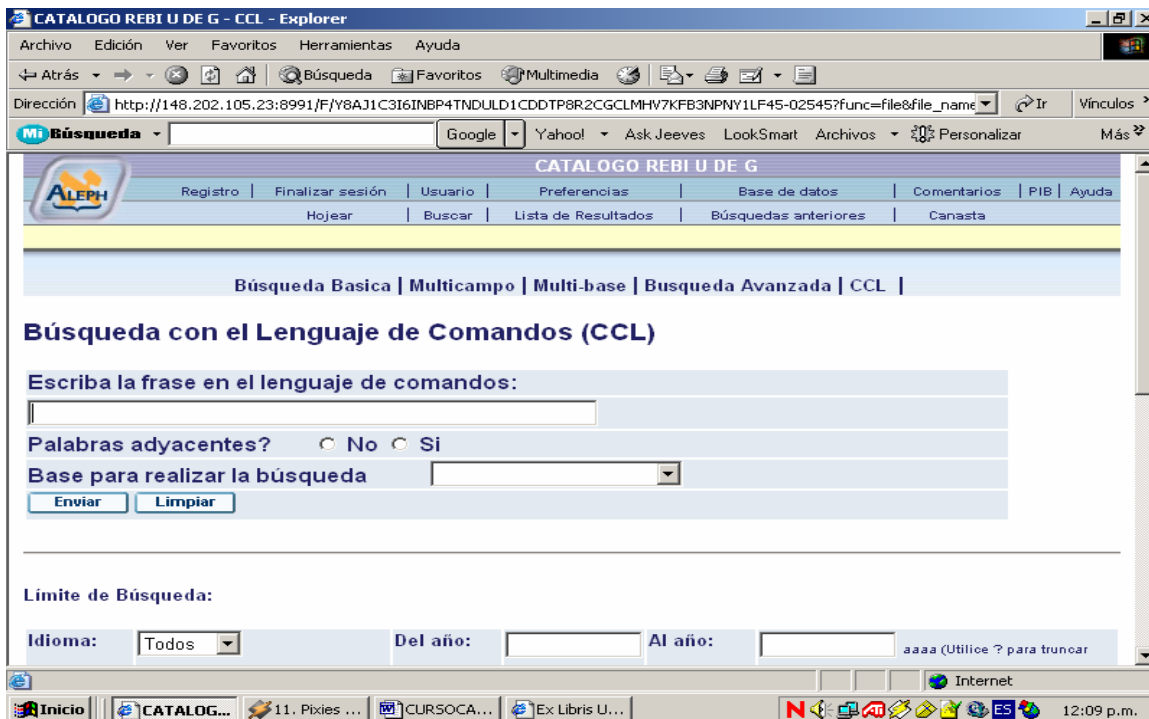 CATALOGO REBI U DE G - CCL - Explorer
Archivo Edición Ver Favoritos Herramientas Ayuda
Atrás Búsqueda Favoritos Multimedia
Dirección http://148.202.105.23:8991/F/Y8AJ1C3I6INBP4TNDULD1CDDTP8R2CGCLMHV7KFB3NPNY1LF45-02545?func=file&file_name Ir Vínculos
Mi Búsqueda Google Yahoo! Ask Jeeves LookSmart Archivos Personalizar Más
CATALOGO REBI U DE G
ALEPH Registro | Finalizar sesión | Usuario | Preferencias | Base de datos | Comentarios | PIB | Ayuda
Hojear | Buscar | Lista de Resultados | Búsquedas anteriores | Canasta
Búsqueda Basica | Multicampo | Multi-base | Busqueda Avanzada | CCL |
Búsqueda con el Lenguaje de Comandos (CCL)
Escriba la frase en el lenguaje de comandos:
Palabras adyacentes? No Si
Base para realizar la búsqueda
Enviar Limpiar
Límite de Búsqueda:
Idioma: Todos Del año: Al año: aaaa (Utilice ? para truncar
Internet
Inicio CATALOG... 11. Pixies ... CURSOCA... Ex Libris U... N ES 12:09 p.m.